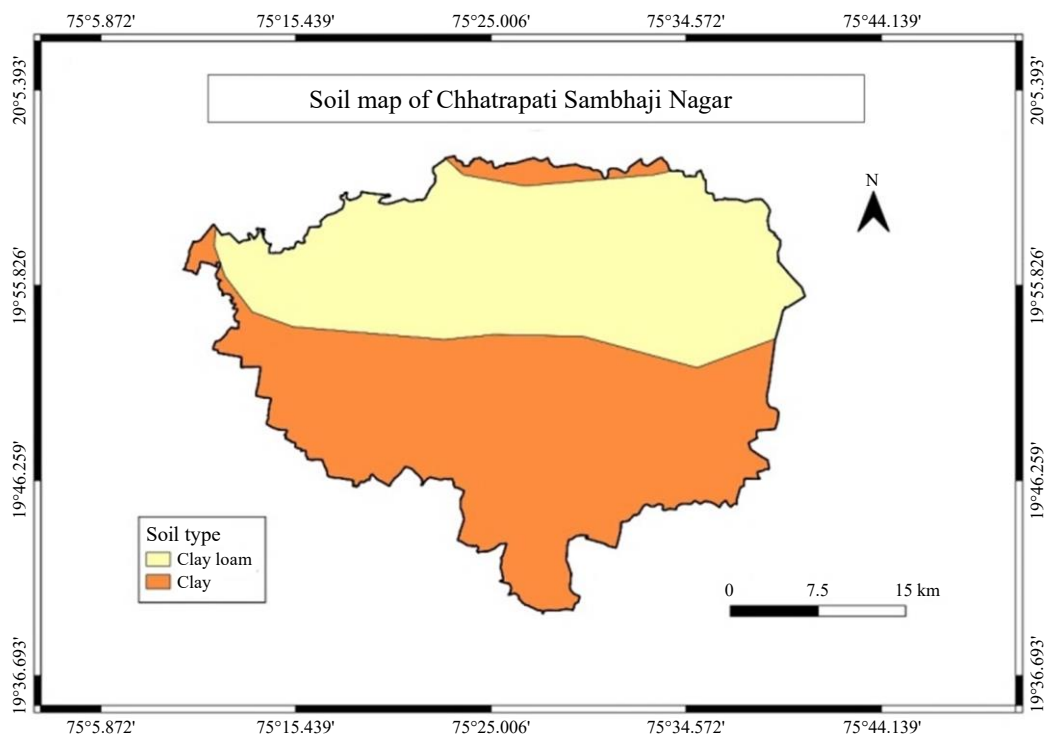 75°5.872' 75°15.439' 75°25.006' 75°34.572' 75°44.139'
20°5.393' 20°5.393'
Soil map of Chhatrapati Sambhaji Nagar
N
19°55.826' 19°55.826'
19°46.259' 19°46.259'
Soil type
Clay loam
Clay
0 7.5 15 km
19°36.693' 19°36.693'
75°5.872' 75°15.439' 75°25.006' 75°34.572' 75°44.139'